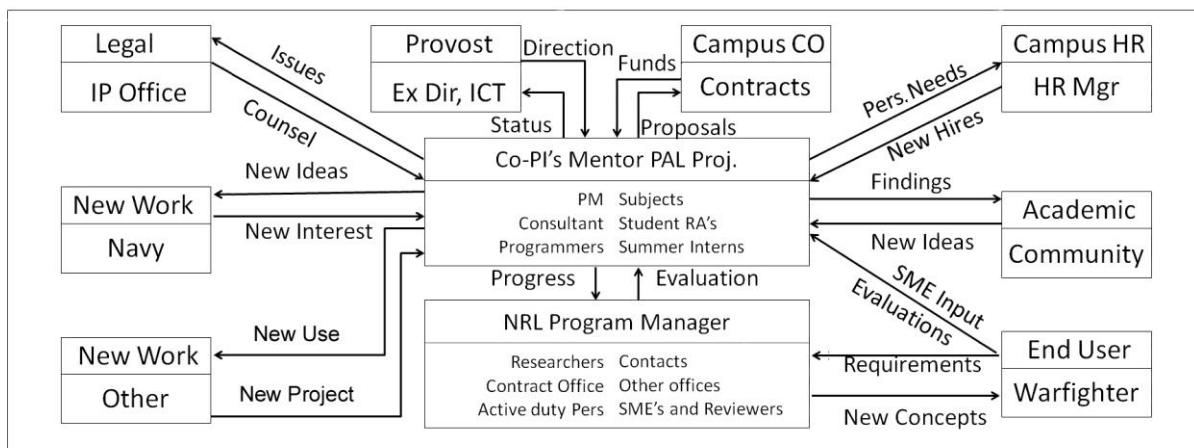 Legal
IP Office
Issues
Counsel
Provost
Ex Dir, ICT
Direction
Status
Campus CO
Contracts
Funds
Proposals
Campus HR
HR Mgr
Pers.Needs
New Hires
Co-PI's Mentor PAL Proj.
PM Subjects
Consultant Student RA's
Programmers Summer Interns
New Ideas
New Work
Navy
New Interest
Findings
Academic
Community
New Ideas
Progress
Evaluation
SME Input
Evaluations
NRL Program Manager
Researchers Contacts
Contract Office Other offices
Active duty Pers SME's and Reviewers
New Use
New Work
Other
New Project
End User
Warfighter
Requirements
New Concepts